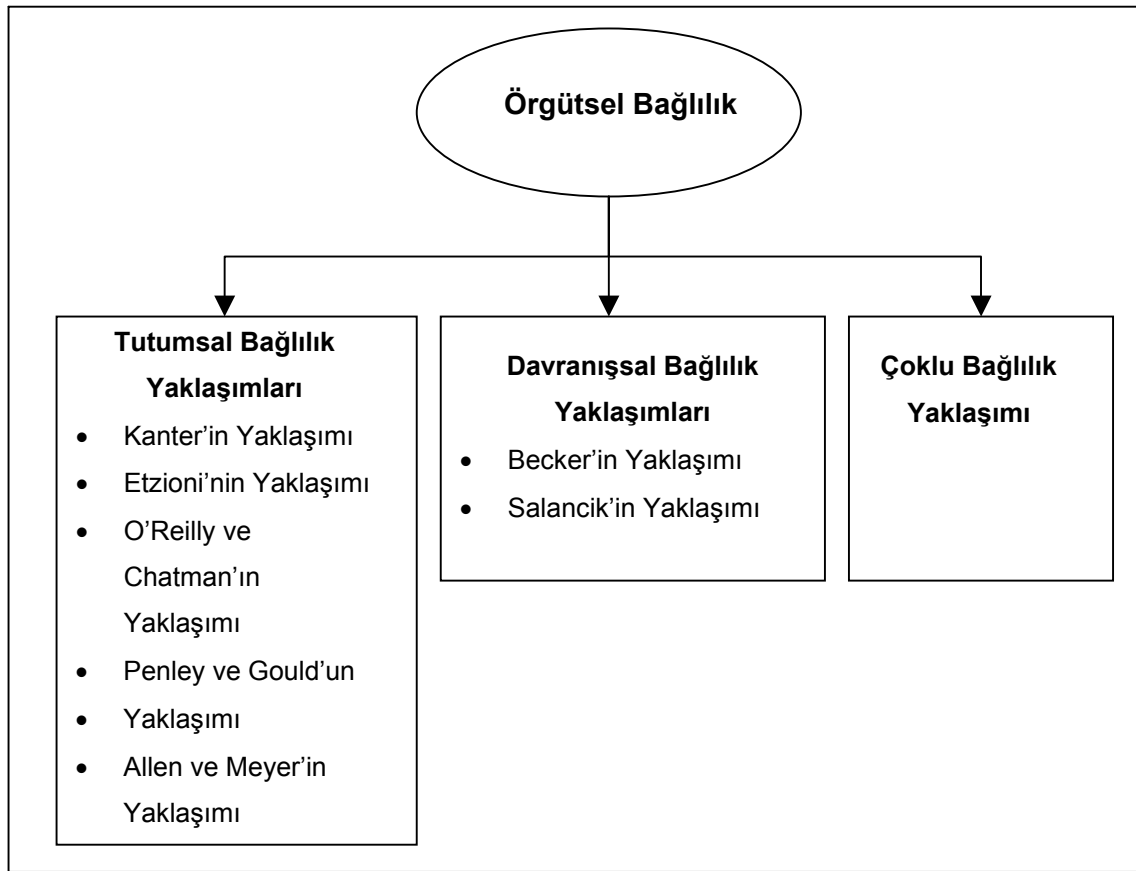 Örgütsel Bağlılık
Tutumsal Bağlılık
Yaklaşımları
• Kanter’in Yaklaşımı
• Etzioni’nin Yaklaşımı
• O’Reilly ve
Chatman’ın
Yaklaşımı
• Penley ve Gould’un
• Yaklaşımı
• Allen ve Meyer’in
Yaklaşımı
Davranışsal Bağlılık
Yaklaşımları
• Becker’in Yaklaşımı
• Salancik’in Yaklaşımı
Çoklu Bağlılık
Yaklaşımı